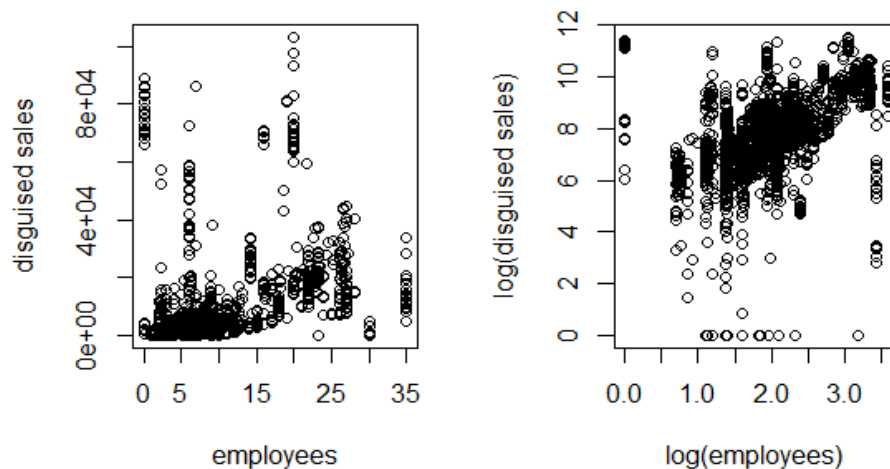 disguised sales
0e+00 4e+04 8e+04
0 5 15 25 35
employees
log(disguised sales)
0 2 4 6 8 10 12
0.0 1.0 2.0 3.0
log(employees)